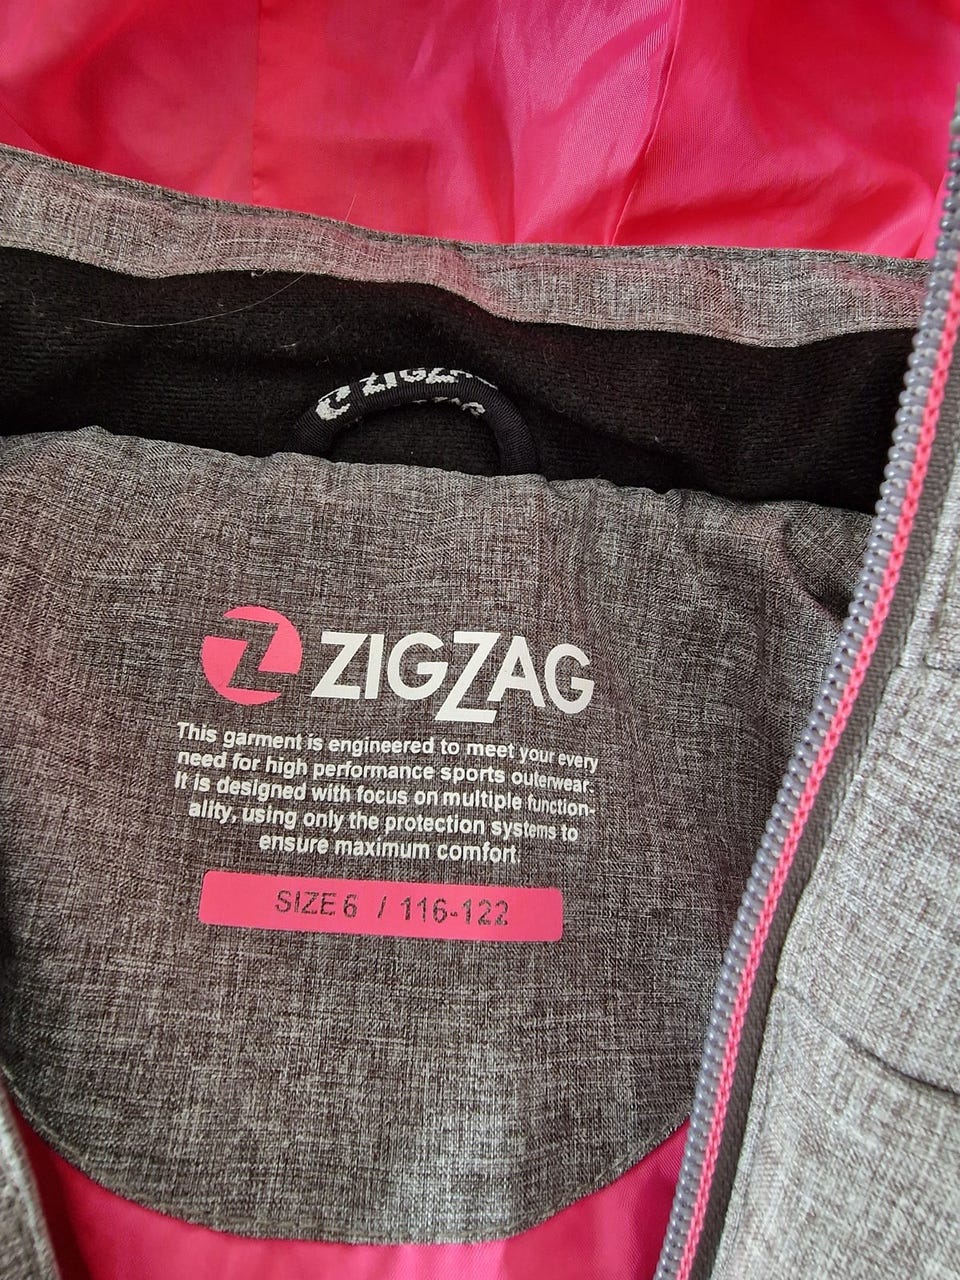 ZIGZAG
ZIGZAG
This garment is engineered to meet your every
need for high performance sports outerwear.
It is designed with focus on multiple function-
ality, using only the protection systems to
ensure maximum comfort.
SIZE 6 / 116-122